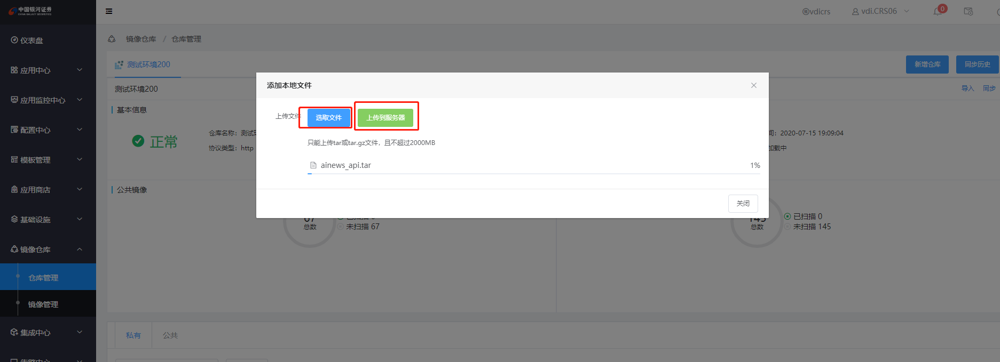 中国银河证券
CHINA GALAXY SECURITIES
vdicrs
vdi.CRS06
0
仪表盘
应用中心
应用监控中心
配置中心
模板管理
应用商店
基础设施
镜像仓库
仓库管理
镜像管理
集成中心
告警中心
镜像仓库 / 仓库管理
测试环境200
新增仓库
同步历史
测试环境200
导入
同步
基本信息
正常
仓库名称：测试环
协议类型：http
间：2020-07-15 19:09:04
加载中
添加本地文件
上传文件
选取文件
上传到服务器
只能上传tar或tar.gz文件，且不超过2000MB
ainews_api.tar
1%
关闭
公共镜像
67
总数
已扫描 0
未扫描 67
145
总数
已扫描 0
未扫描 145
私有
公共